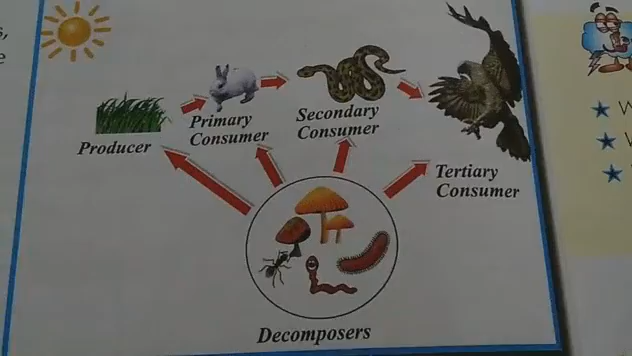 Producer
Primary
Consumer
Secondary
Consumer
Tertiary
Consumer
Decomposers